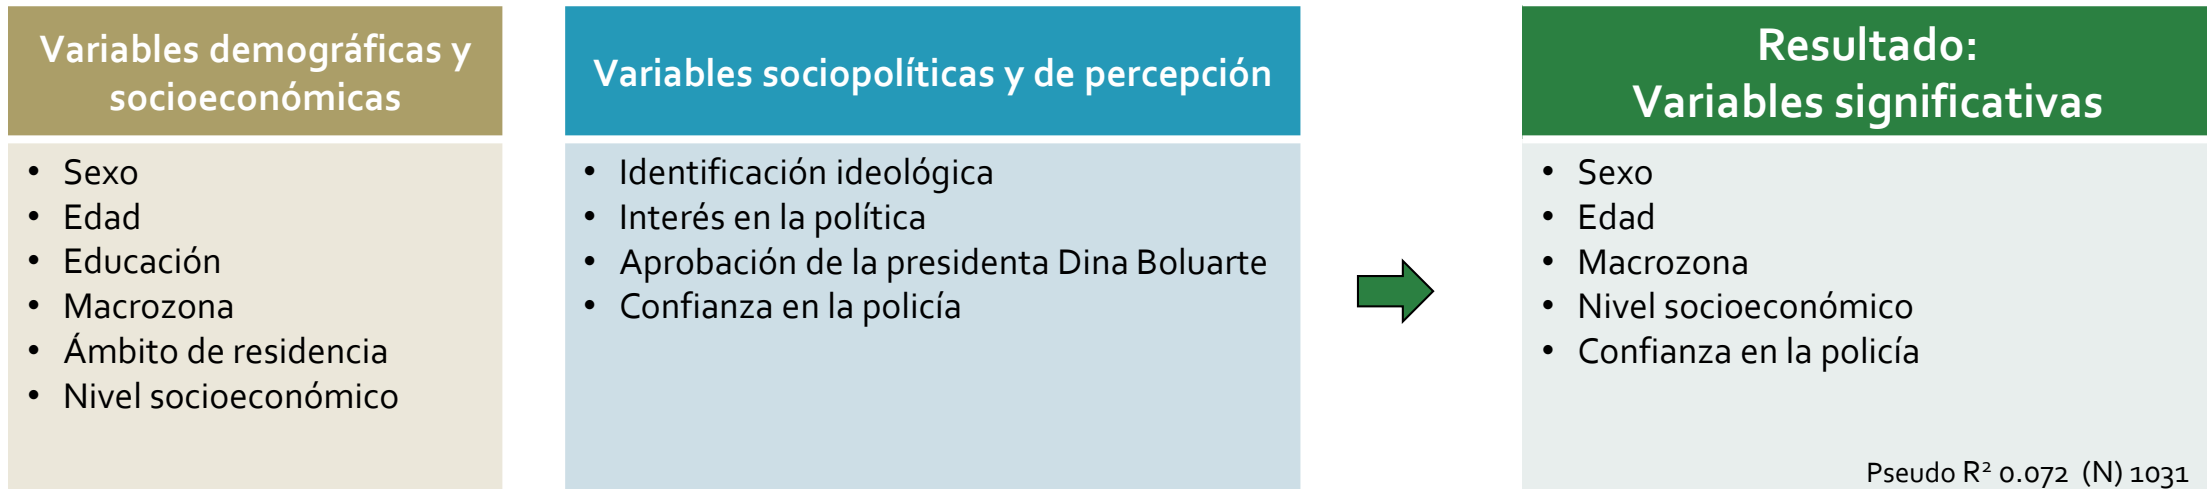 Variables demográficas y
socioeconómicas
• Sexo
• Edad
• Educación
• Macrozona
• Ámbito de residencia
• Nivel socioeconómico
Variables sociopolíticas y de percepción
• Identificación ideológica
• Interés en la política
• Aprobación de la presidenta Dina Boluarte
• Confianza en la policía
Resultado:
Variables significativas
• Sexo
• Edad
• Macrozona
• Nivel socioeconómico
• Confianza en la policía
Pseudo R² 0.072 (N) 1031